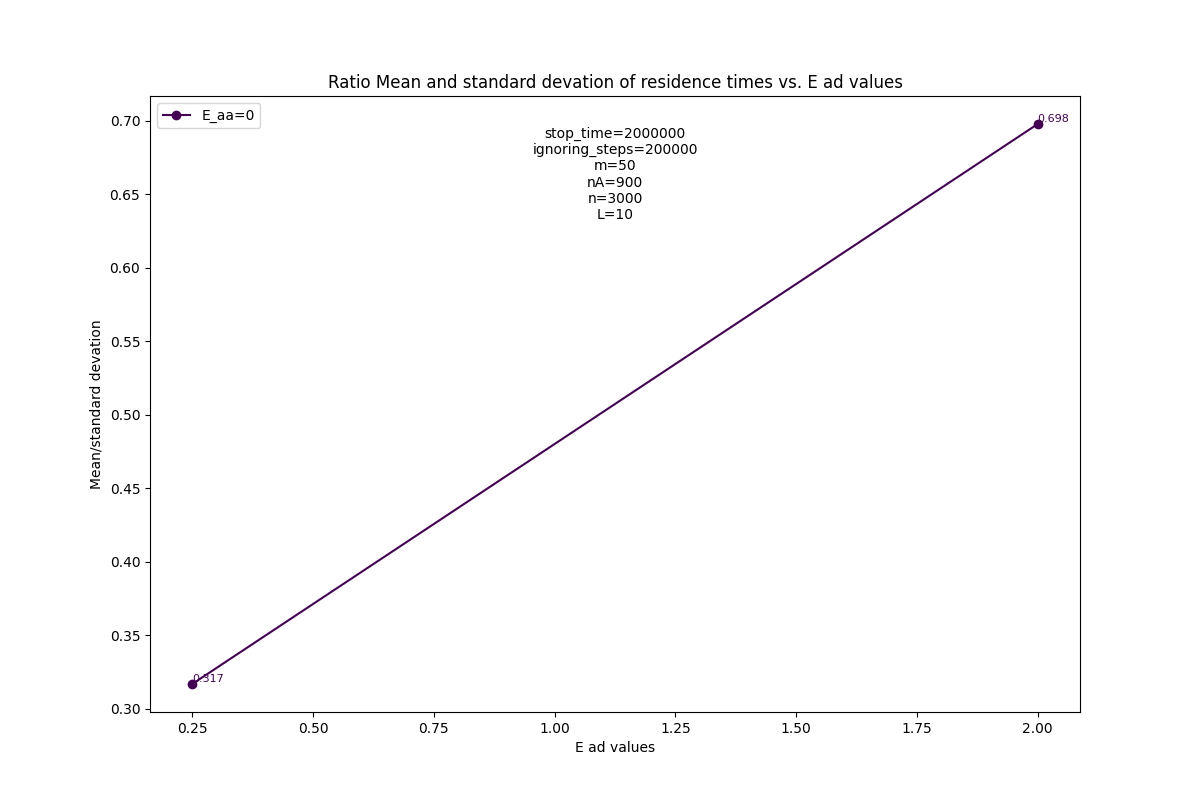 Ratio Mean and standard devation of residence times vs. E ad values
E_aa=0
stop_time=2000000
ignoring_steps=200000
m=50
nA=900
n=3000
L=10
0.698
0.317
0.70
0.65
0.60
0.55
0.50
0.45
0.40
0.35
0.30
Mean/standard devation
0.25 0.50 0.75 1.00 1.25 1.50 1.75 2.00
E ad values